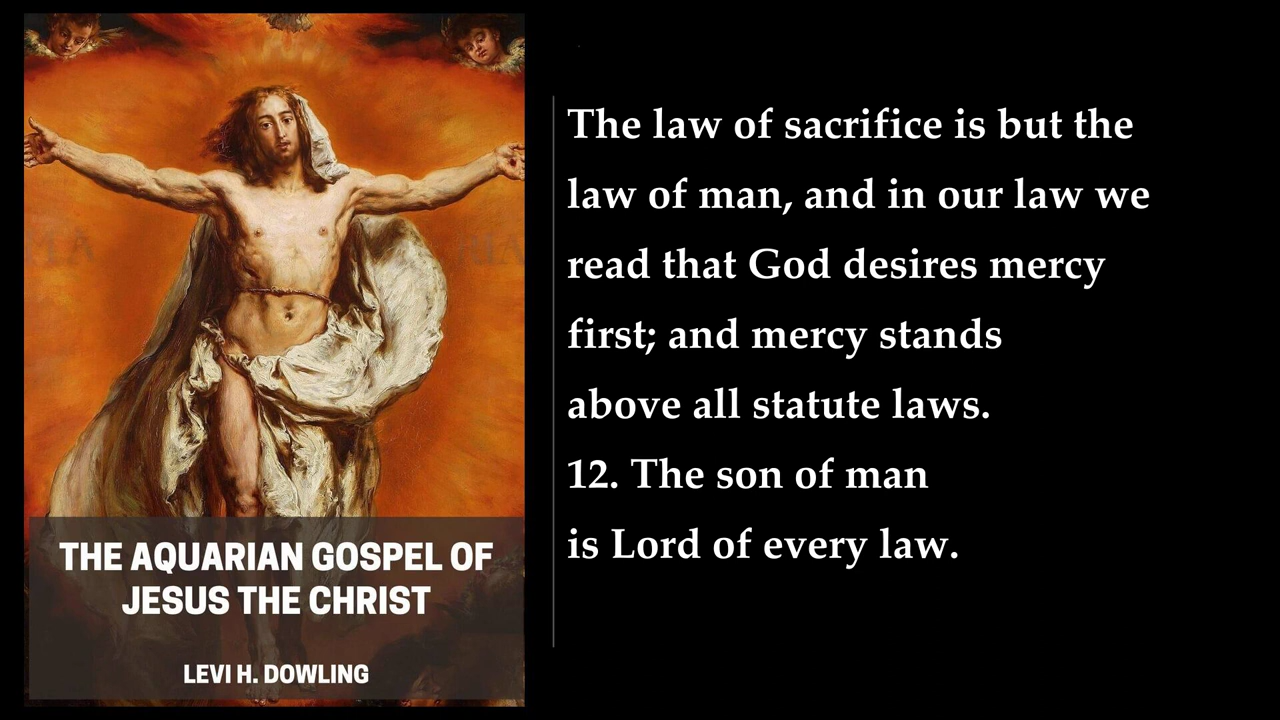 THE AQUARIAN GOSPEL OF
JESUS THE CHRIST
LEVI H. DOWLING
The law of sacrifice is but the
law of man, and in our law we
read that God desires mercy
first; and mercy stands
above all statute laws.
12. The son of man
is Lord of every law.